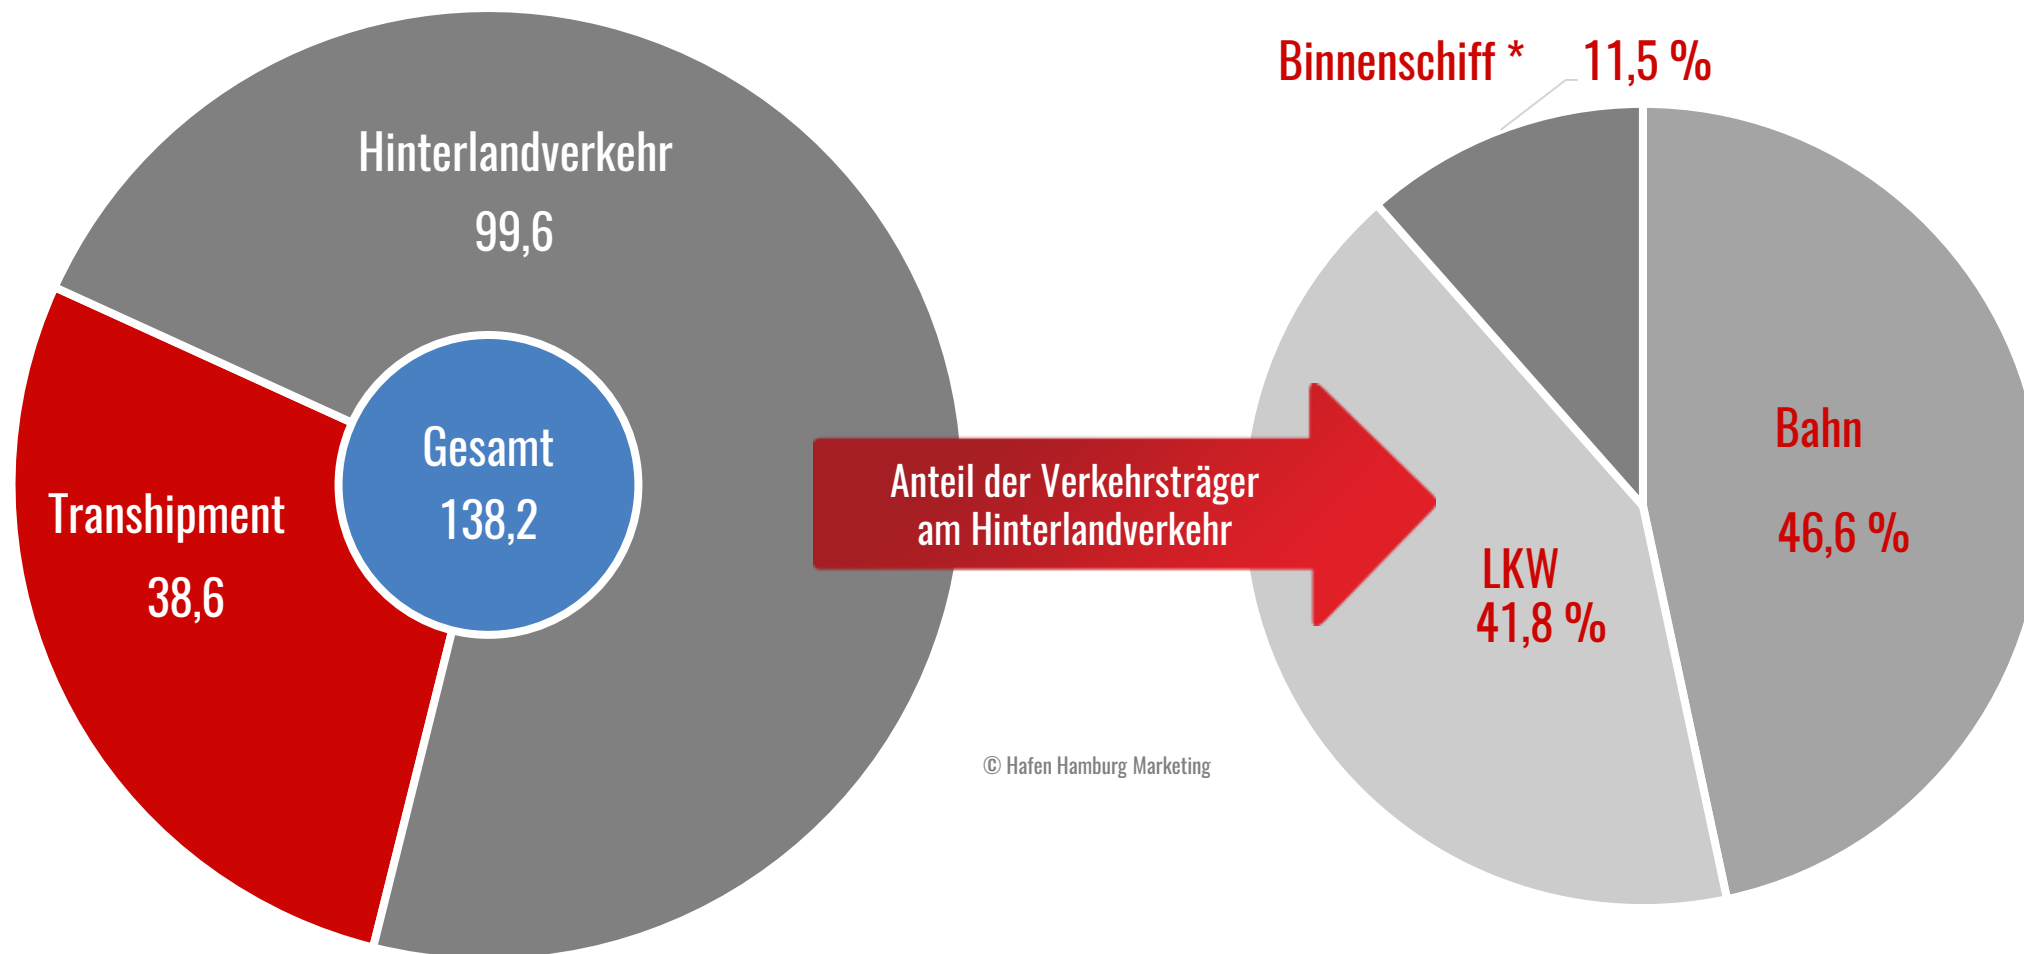 Hinterlandverkehr
99,6
Gesamt
138,2
Transhipment
38,6
Anteil der Verkehrsträger
am Hinterlandverkehr
© Hafen Hamburg Marketing
Binnenschiff * 11,5 %
Bahn
46,6 %
LKW
41,8 %